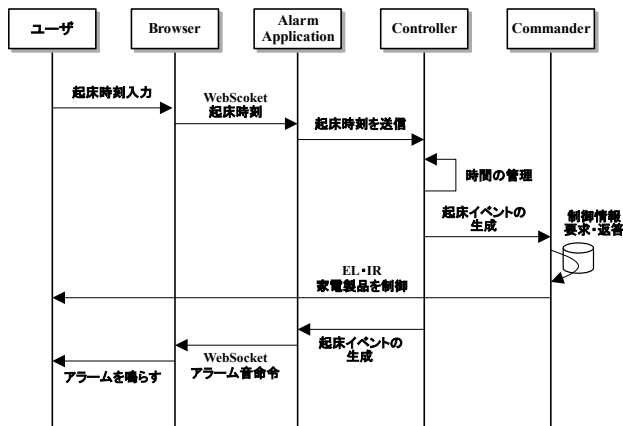 ユーザ
Browser
Alarm
Application
Controller
Commander
起床時刻入力
WebScoket
起床時刻
起床時刻を送信
時間の管理
起床イベントの
生成
制御情報
要求・返答
EL・IR
家電製品を制御
起床イベントの
生成
WebSocket
アラーム音命令
アラームを鳴らす